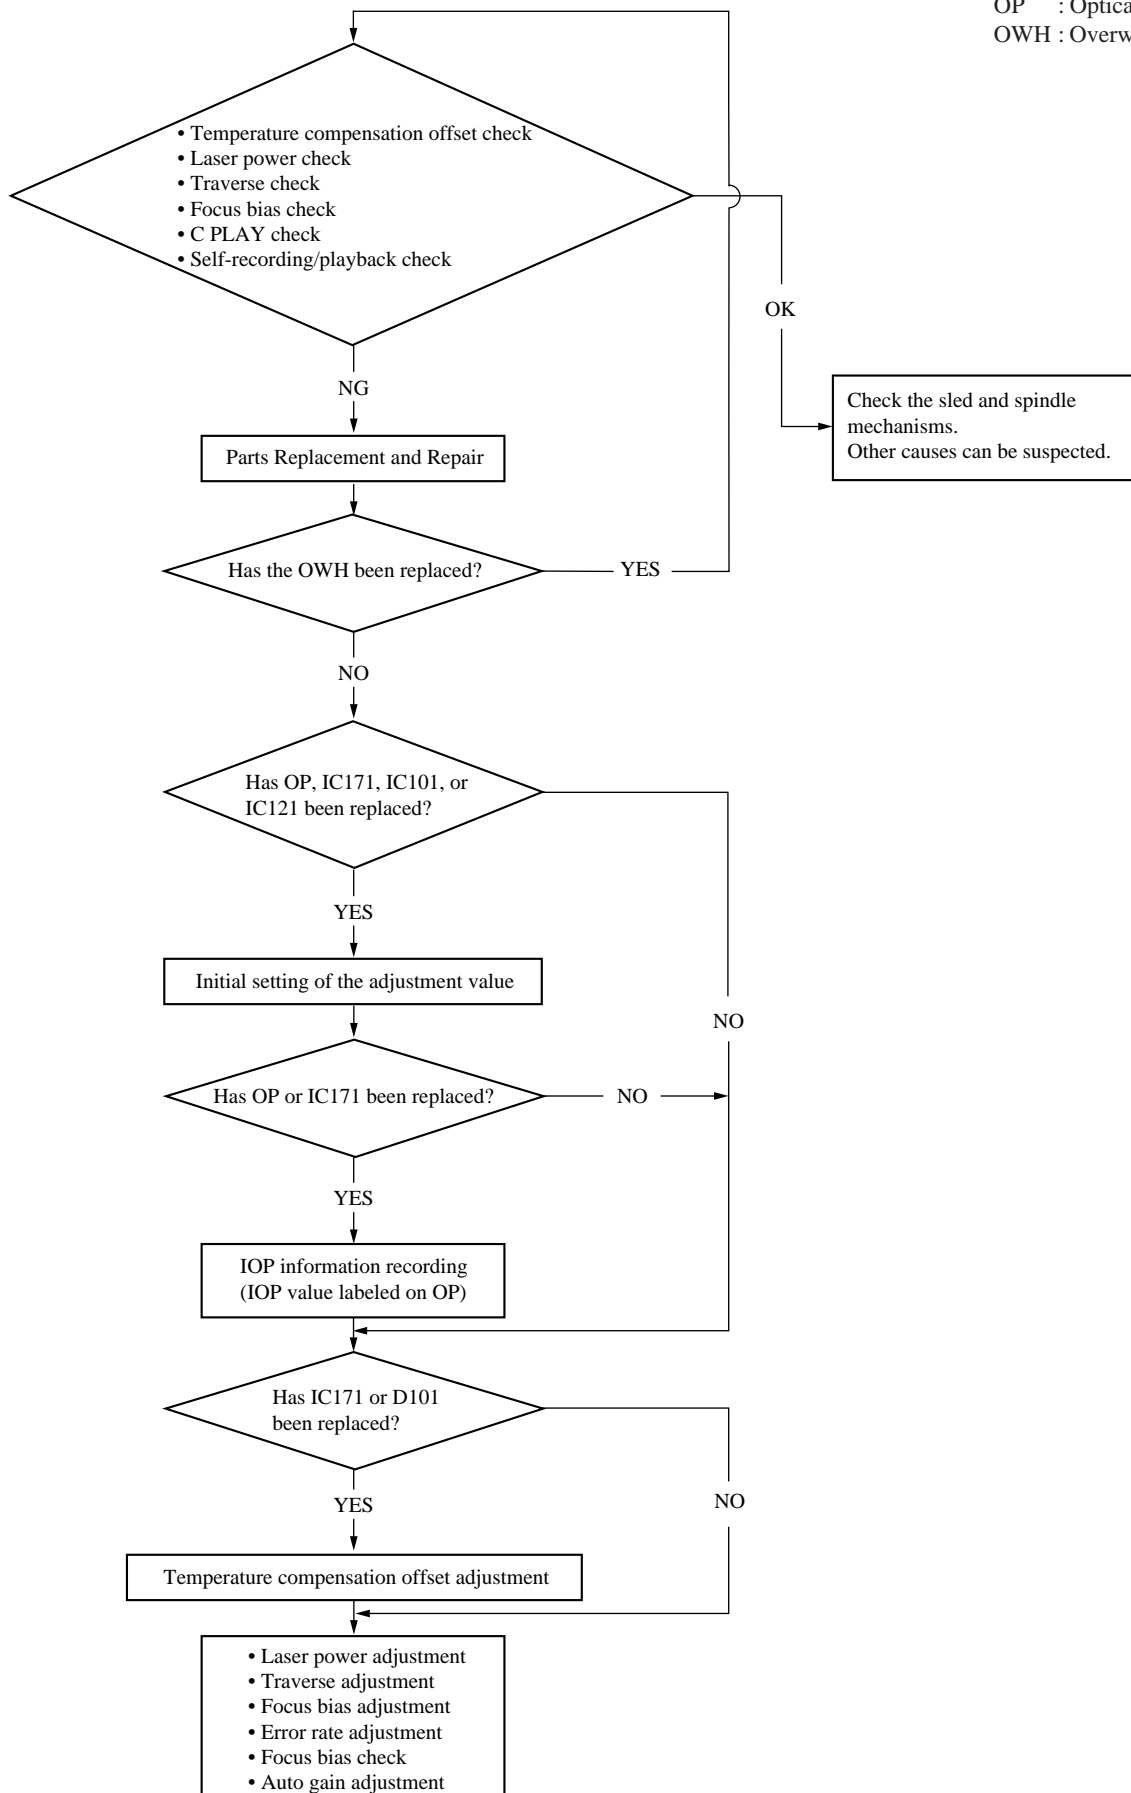 OP : Optica
OWH : Overw
• Temperature compensation offset check
• Laser power check
• Traverse check
• Focus bias check
• C PLAY check
• Self-recording/playback check
OK
NG
Check the sled and spindle
mechanisms.
Other causes can be suspected.
Parts Replacement and Repair
Has the OWH been replaced?
YES
NO
Has OP, IC171, IC101, or
IC121 been replaced?
YES
Initial setting of the adjustment value
NO
Has OP or IC171 been replaced?
NO
YES
IOP information recording
(IOP value labeled on OP)
Has IC171 or D101
been replaced?
YES
NO
Temperature compensation offset adjustment
• Laser power adjustment
• Traverse adjustment
• Focus bias adjustment
• Error rate adjustment
• Focus bias check
• Auto gain adjustment